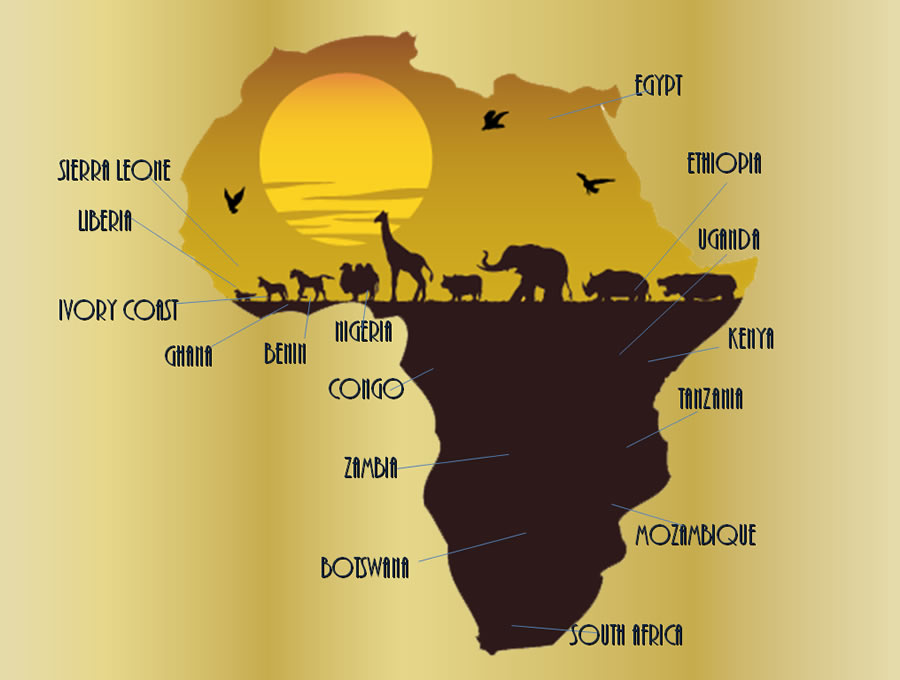 EGYPT
SIERRA LEONE
ETHIOPIA
LIBERIA
UGANDA
IVORY COAST
GHANA
BENIN
NIGERIA
KENYA
CONGO
TANZANIA
ZAMBIA
MOZAMBIQUE
BOTSWANA
SOUTH AFRICA